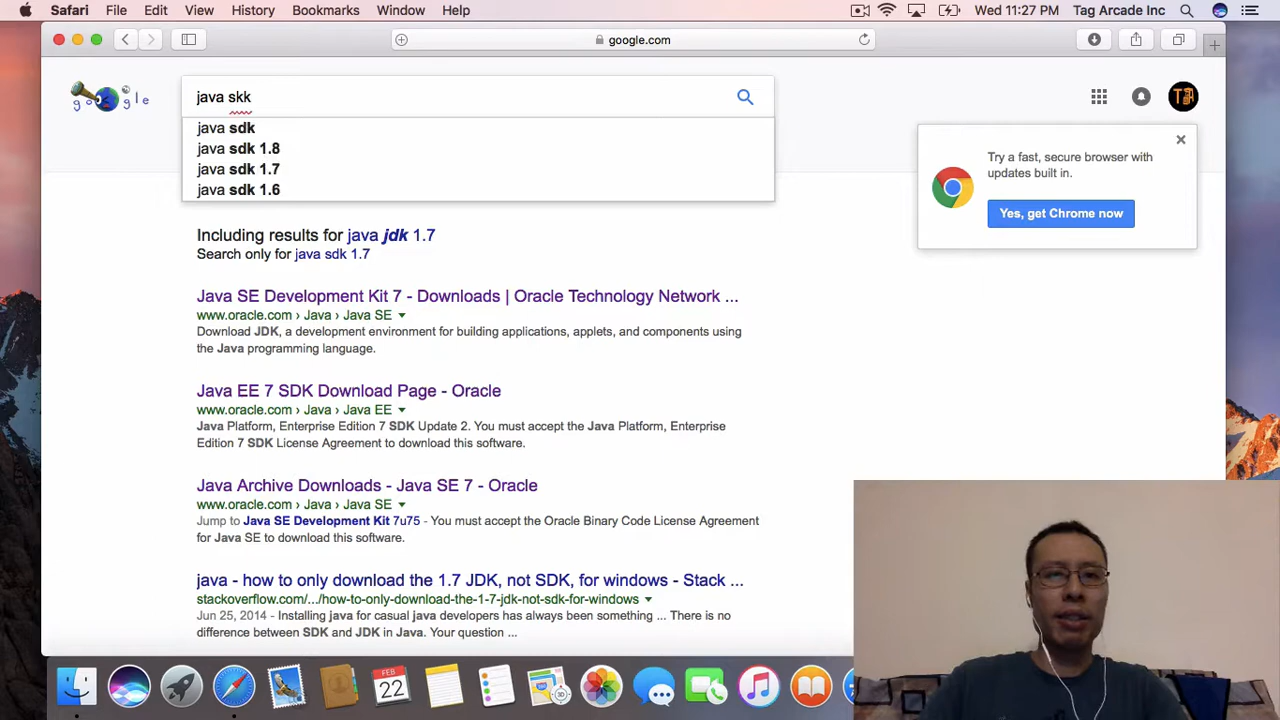 Safari File Edit View History Bookmarks Window Help Wed 11:27 PM Tag Arcade Inc
google.com
java skk
java sdk
java sdk 1.8
java sdk 1.7
java sdk 1.6
Try a fast, secure browser with
updates built in.
Yes, get Chrome now
Including results for java jdk 1.7
Search only for java sdk 1.7
Java SE Development Kit 7 - Downloads | Oracle Technology Network ...
www.oracle.com › Java › Java SE
Download JDK, a development environment for building applications, applets, and components using
the Java programming language.
Java EE 7 SDK Download Page - Oracle
www.oracle.com › Java › Java EE
Java Platform, Enterprise Edition 7 SDK Update 2. You must accept the Java Platform, Enterprise
Edition 7 SDK License Agreement to download this software.
Java Archive Downloads - Java SE 7 - Oracle
www.oracle.com › Java › Java SE
Jump to Java SE Development Kit 7u75 - You must accept the Oracle Binary Code License Agreement
for Java SE to download this software.
java - how to only download the 1.7 JDK, not SDK, for windows - Stack ...
stackoverflow.com/.../how-to-only-download-the-1-7-jdk-not-sdk-for-windows
Jun 25, 2014 - Installing java for casual java developers has always been something ... There is no
difference between SDK and JDK in Java. Your question ...
FEB
22